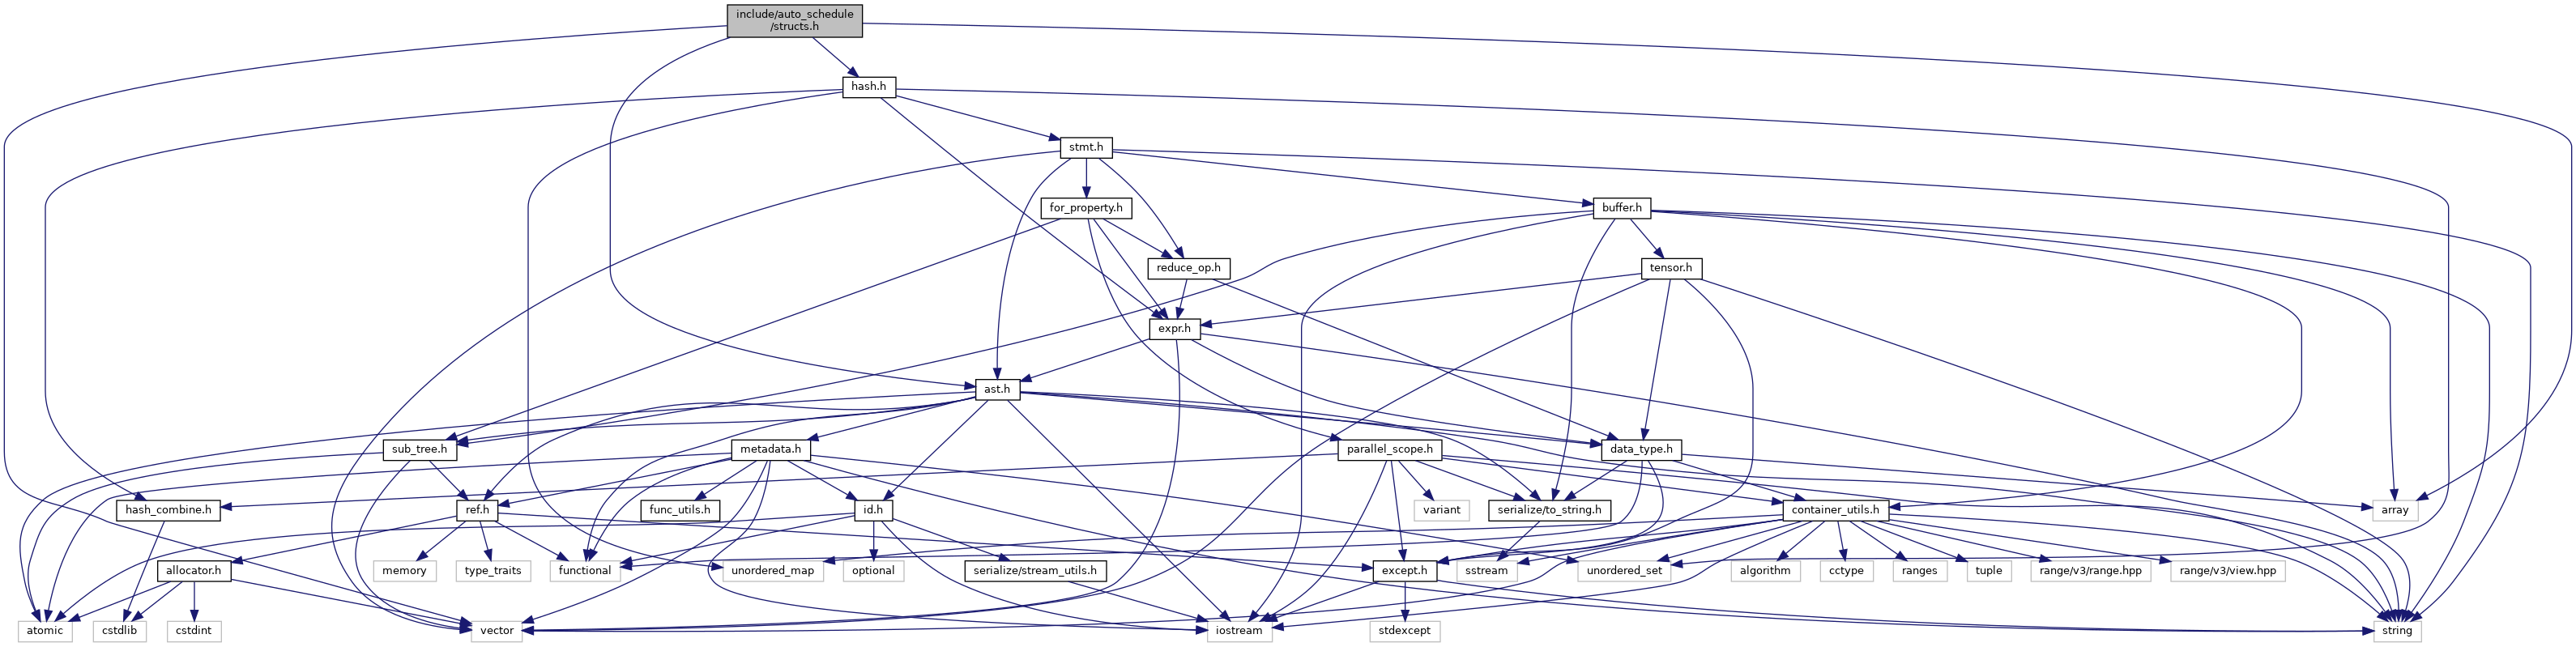 include/auto_schedule
/structs.h
hash.h
stmt.h
for_property.h
buffer.h
reduce_op.h
tensor.h
expr.h
ast.h
sub_tree.h
metadata.h
parallel_scope.h
data_type.h
hash_combine.h
ref.h
func_utils.h
id.h
variant
serialize/to_string.h
container_utils.h
array
allocator.h
memory
type_traits
functional
unordered_map
optional
serialize/stream_utils.h
except.h
sstream
unordered_set
algorithm
cctype
ranges
tuple
range/v3/range.hpp
range/v3/view.hpp
atomic
cstdlib
cstdint
vector
iostream
stdexcept
string